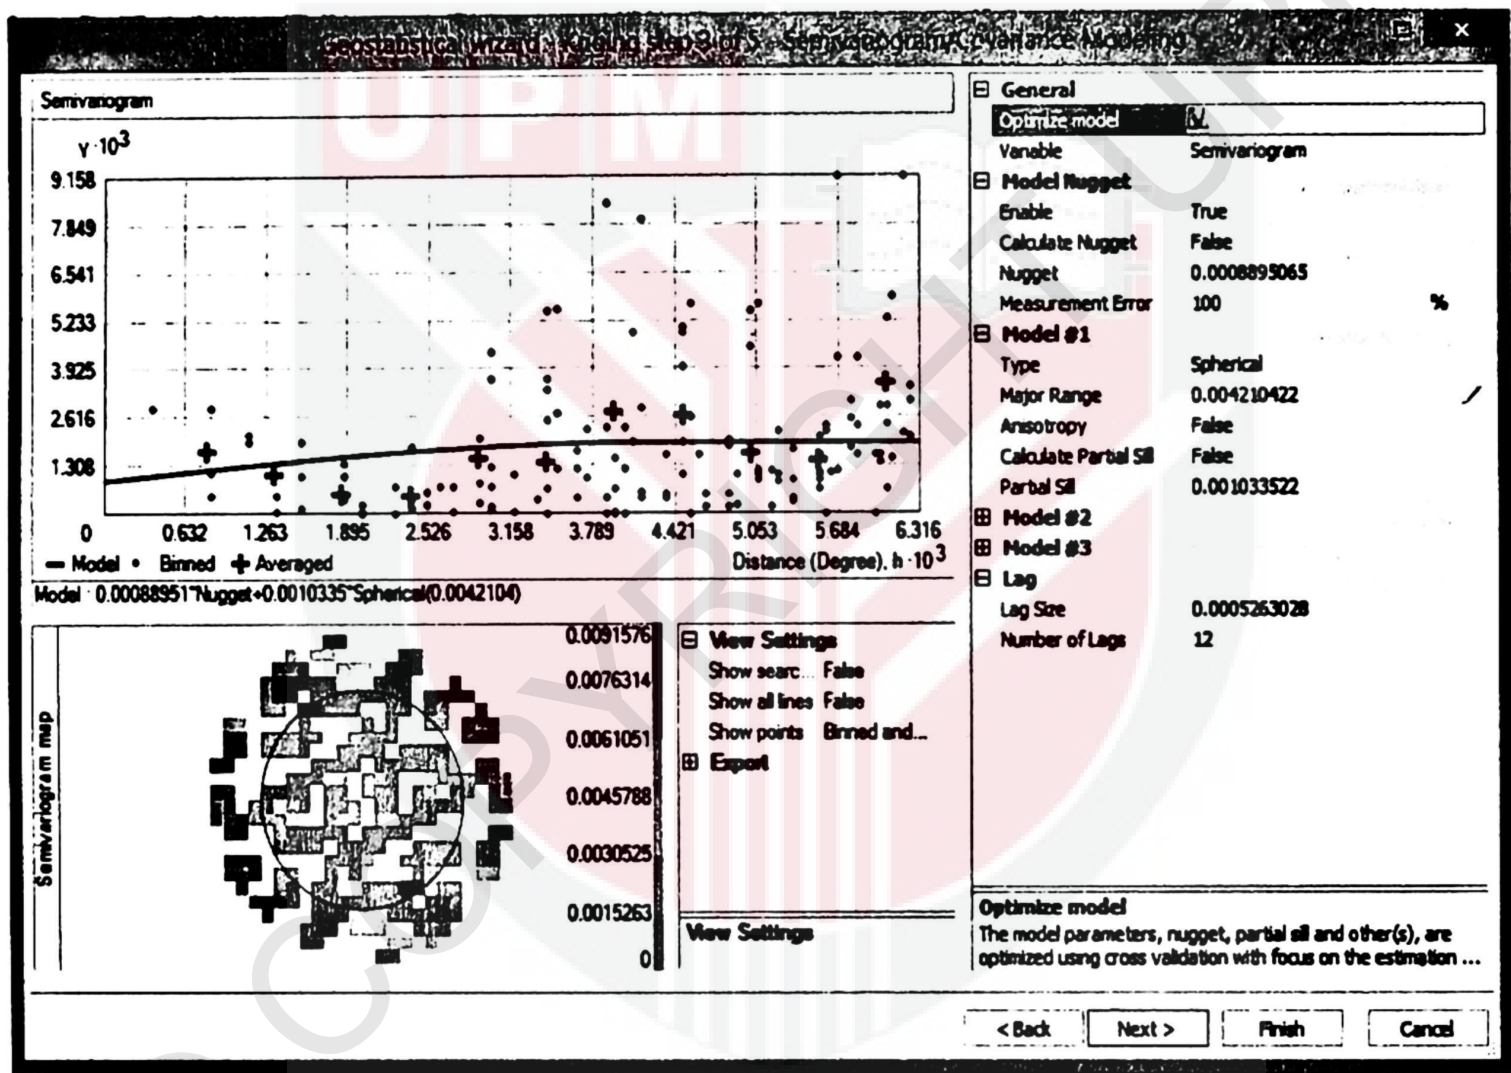 Geostatistical wizard - Kriging step 3 of 5 - Semivariogram/Covariance Modeling
UPM
Semivariogram
γ · 10³
9.158
7.849
6.541
5.233
3.925
2.616
1.308
0 0.632 1.263 1.895 2.526 3.158 3.789 4.421 5.053 5.684 6.316
Model Binned Averaged
Distance (Degree), h · 10³
Model : 0.00088951*Nugget+0.0010335*Spherical(0.0042104)
Semivariogram map
0.0091576
0.0076314
0.0061051
0.0045788
0.0030525
0.0015263
0
View Settings
Show searc... False
Show all lines False
Show points Binned and...
Export
View Settings
General
Optimize model
Variable Semivariogram
Model Nugget
Enable True
Calculate Nugget False
Nugget 0.0008895065
Measurement Error 100 %
Model #1
Type Spherical
Major Range 0.004210422
Anisotropy False
Calculate Partial Sill False
Partial Sill 0.001033522
Model #2
Model #3
Lag
Lag Size 0.0005263028
Number of Lags 12
Optimize model
The model parameters, nugget, partial sill and other(s), are
optimized using cross validation with focus on the estimation ...
< Back Next > Finish Cancel
COPYRIGHT UPM